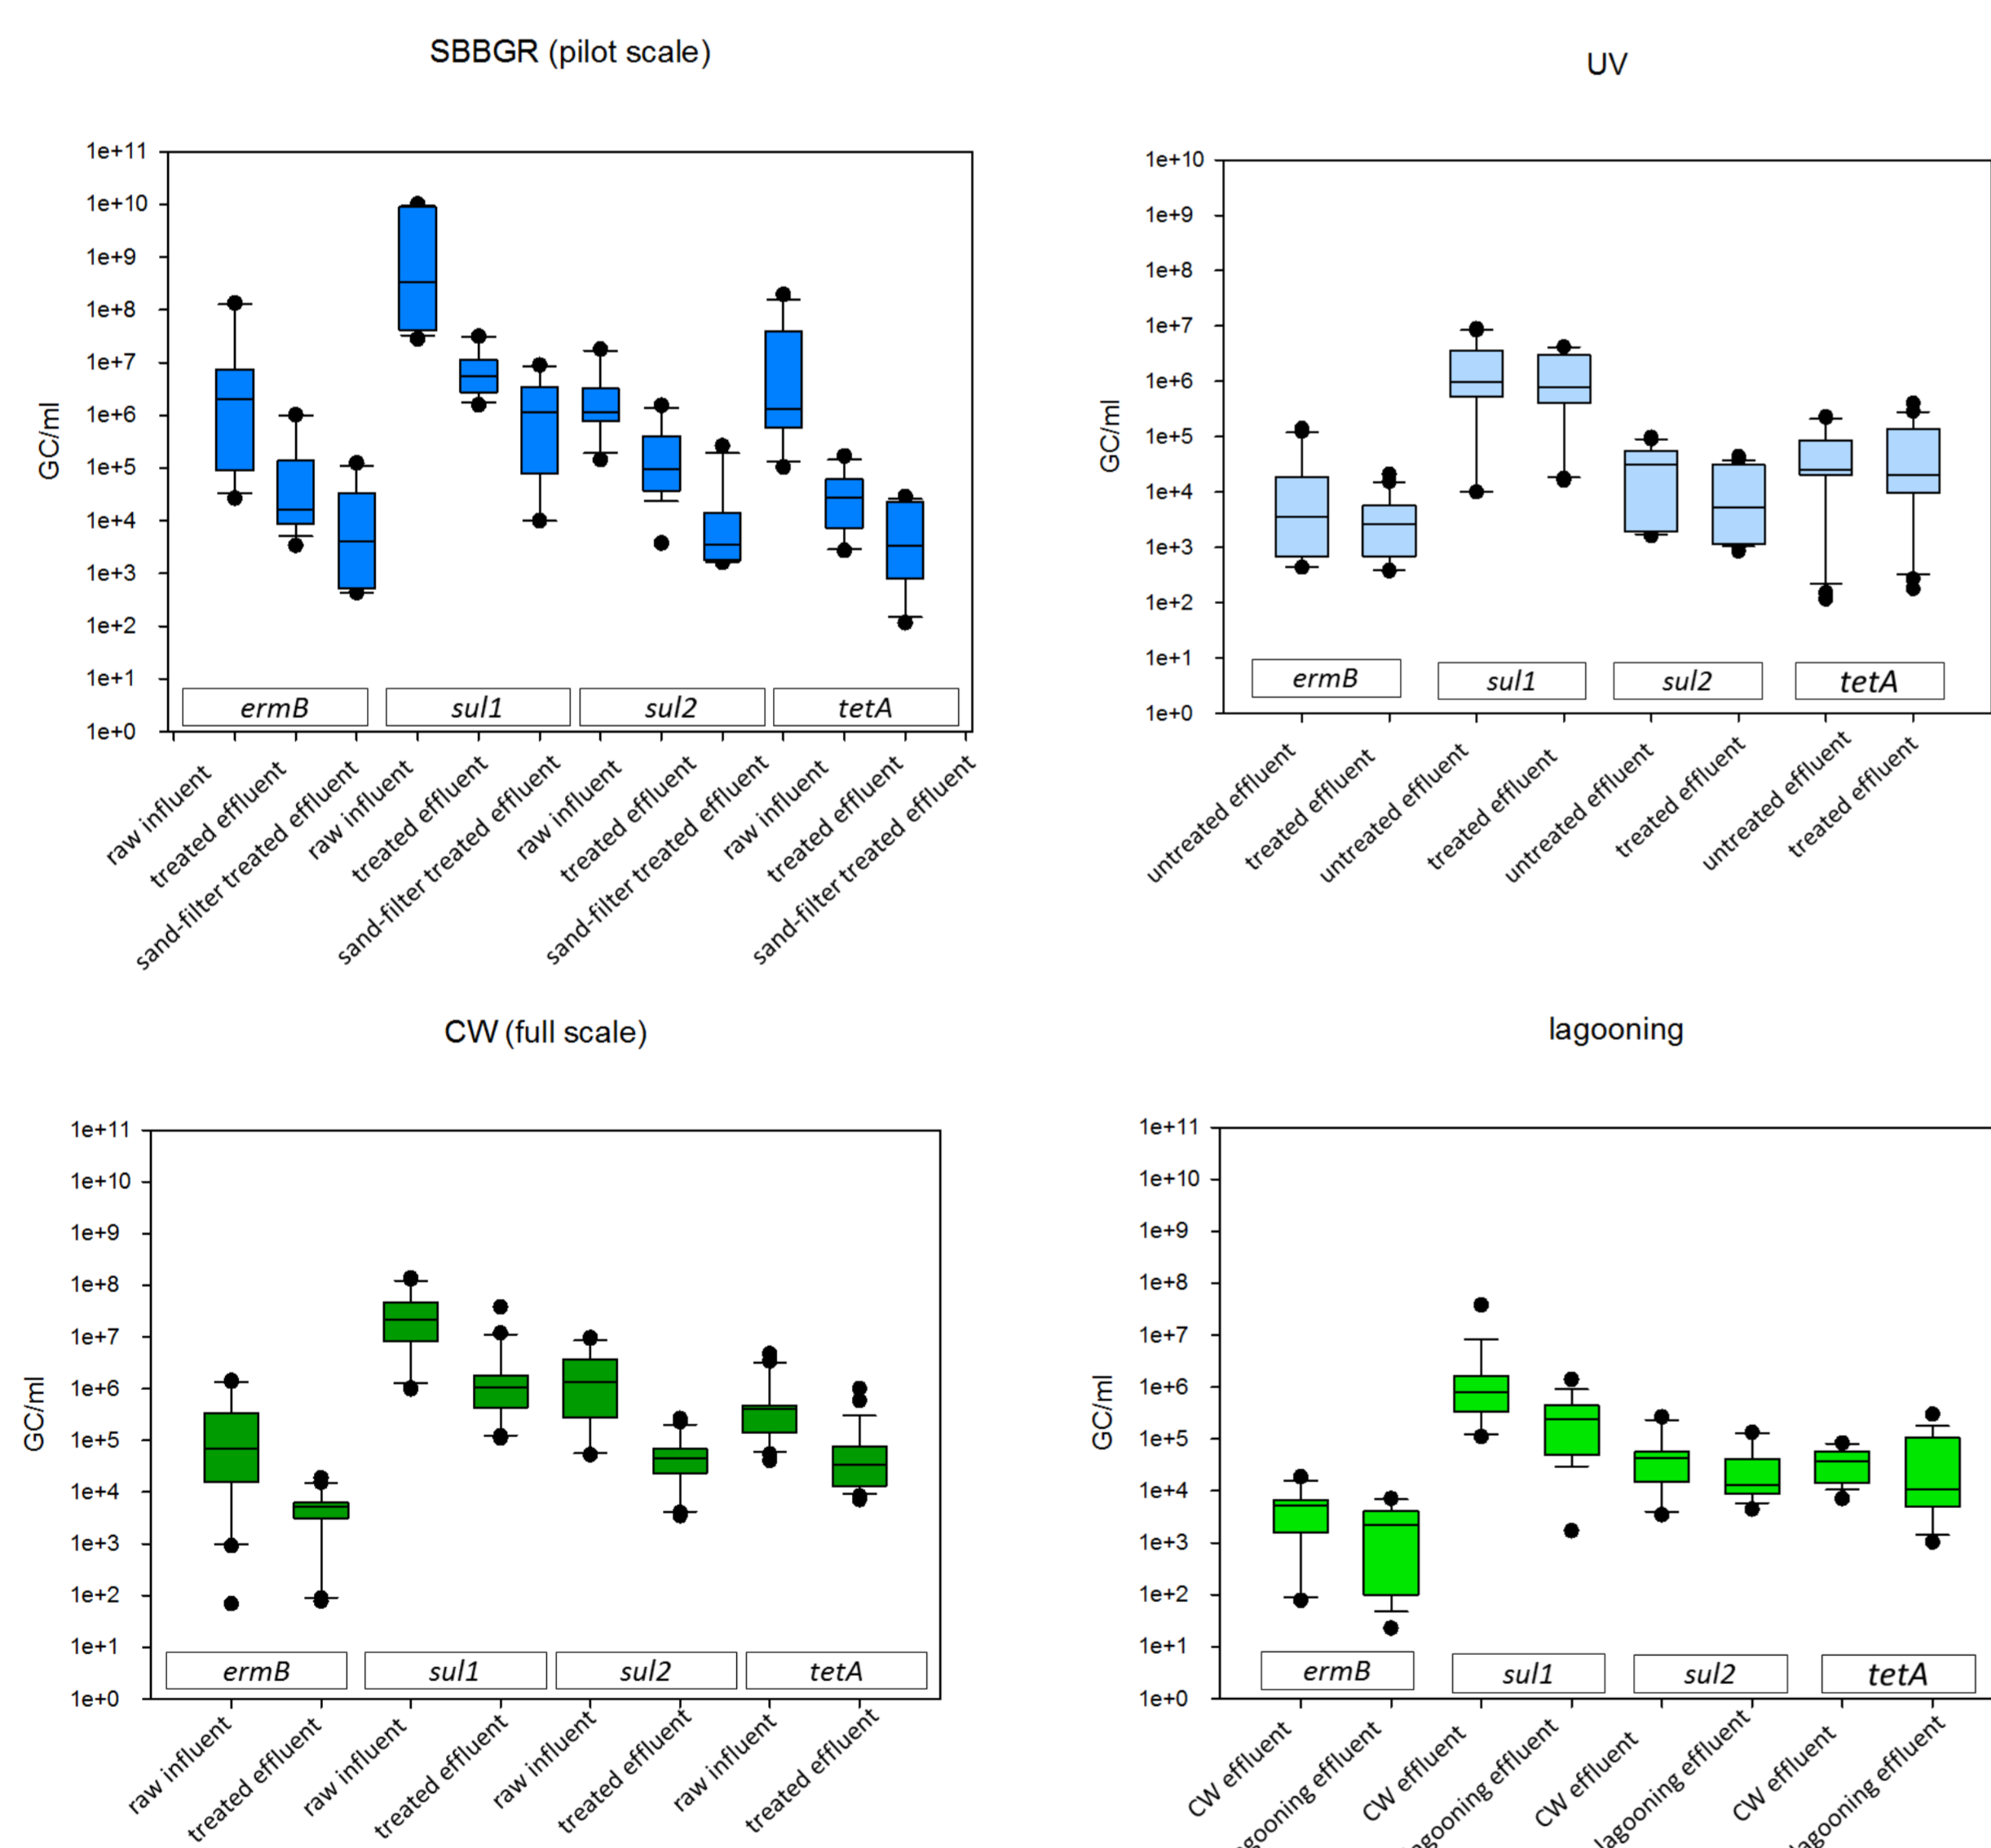 SBBGR (pilot scale)
GC/ml
1e+11
1e+10
1e+9
1e+8
1e+7
1e+6
1e+5
1e+4
1e+3
1e+2
1e+1
1e+0
ermB
sul1
sul2
tetA
raw influent
treated effluent
sand-filter treated effluent
raw influent
treated effluent
sand-filter treated effluent
raw influent
treated effluent
sand-filter treated effluent
raw influent
treated effluent
sand-filter treated effluent
UV
GC/ml
1e+10
1e+9
1e+8
1e+7
1e+6
1e+5
1e+4
1e+3
1e+2
1e+1
1e+0
ermB
sul1
sul2
tetA
untreated effluent
treated effluent
untreated effluent
treated effluent
untreated effluent
treated effluent
untreated effluent
treated effluent
CW (full scale)
GC/ml
1e+11
1e+10
1e+9
1e+8
1e+7
1e+6
1e+5
1e+4
1e+3
1e+2
1e+1
1e+0
ermB
sul1
sul2
tetA
raw influent
treated effluent
raw influent
treated effluent
raw influent
treated effluent
raw influent
treated effluent
lagooning
GC/ml
1e+11
1e+10
1e+9
1e+8
1e+7
1e+6
1e+5
1e+4
1e+3
1e+2
1e+1
1e+0
ermB
sul1
sul2
tetA
CW effluent
agooning effluent
CW effluent
lagooning effluent
CW effluent
lagooning effluent
CW effluent
lagooning effluent